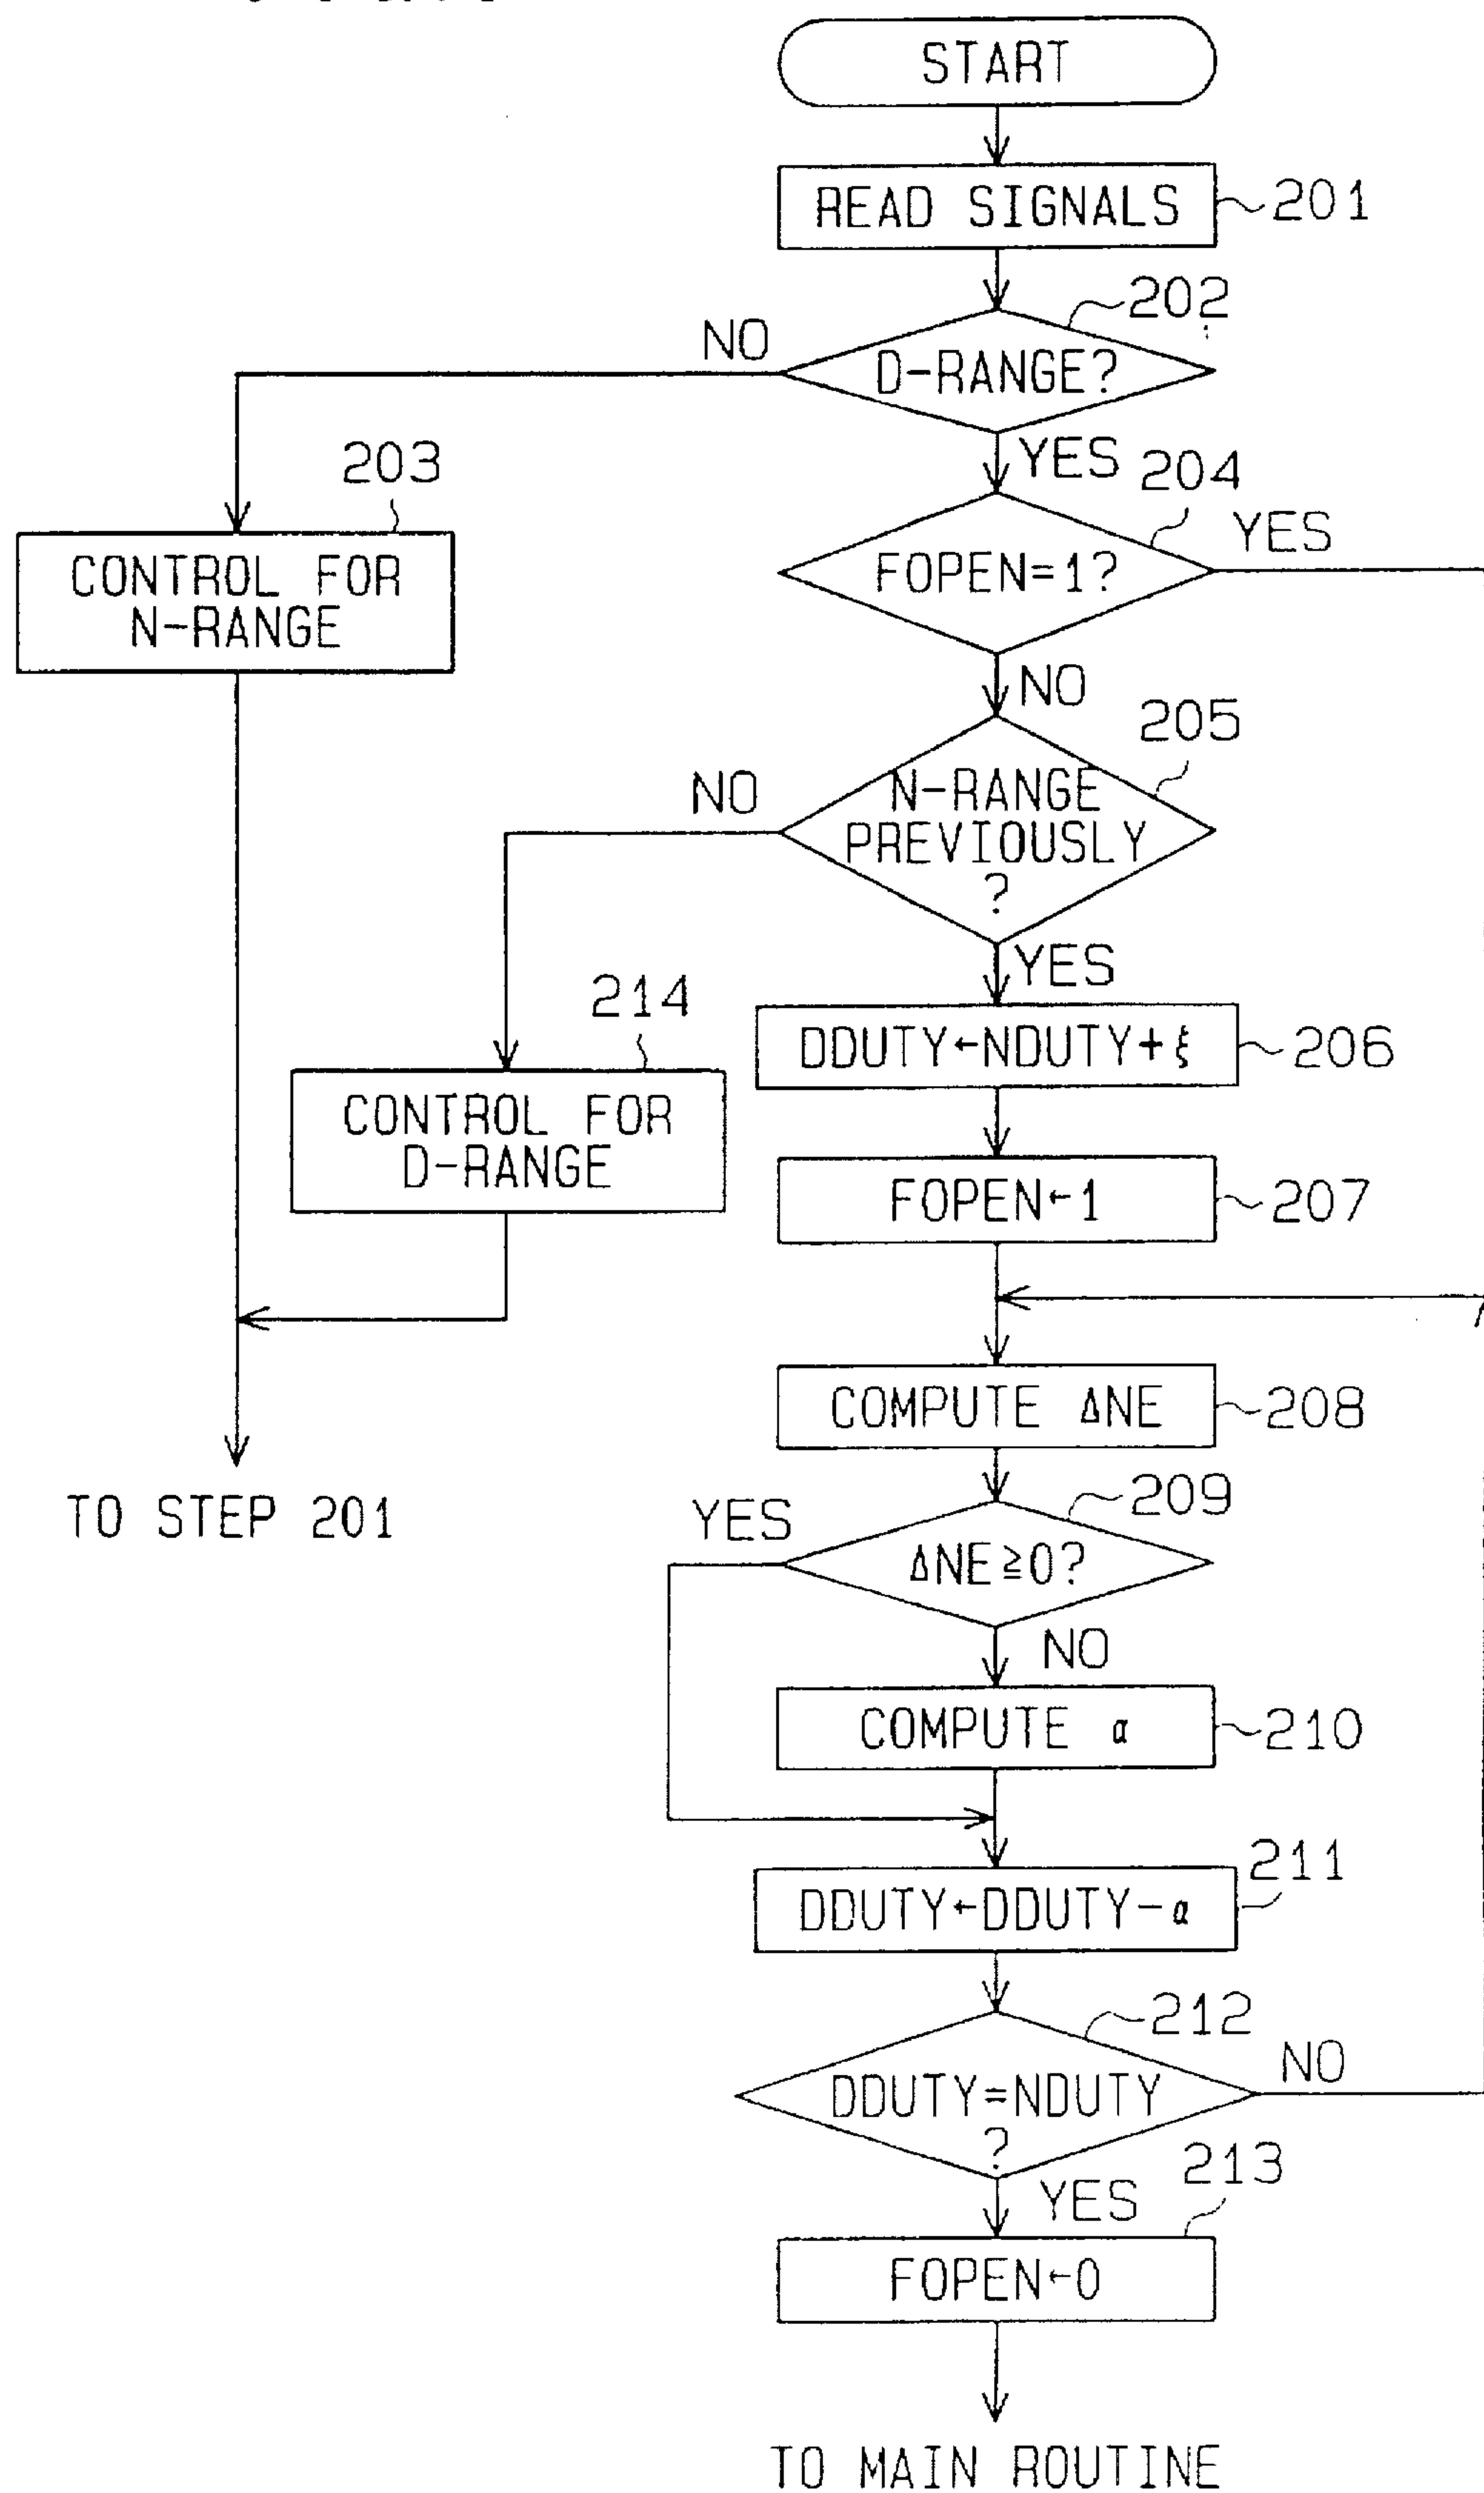 START
READ SIGNALS
201
202
NO
D-RANGE?
YES
203
204
YES
CONTROL FOR
N-RANGE
FOPEN=1?
NO
205
NO
N-RANGE
PREVIOUSLY
?
YES
214
DDUTY←NDUTY+ξ
206
CONTROL FOR
D-RANGE
FOPEN←1
207
COMPUTE ΔNE
208
TO STEP 201
209
YES
ΔNE≧0?
NO
COMPUTE α
210
211
DDUTY←DDUTY-α
212
NO
DDUTY=NDUTY
?
213
YES
FOPEN←0
TO MAIN ROUTINE